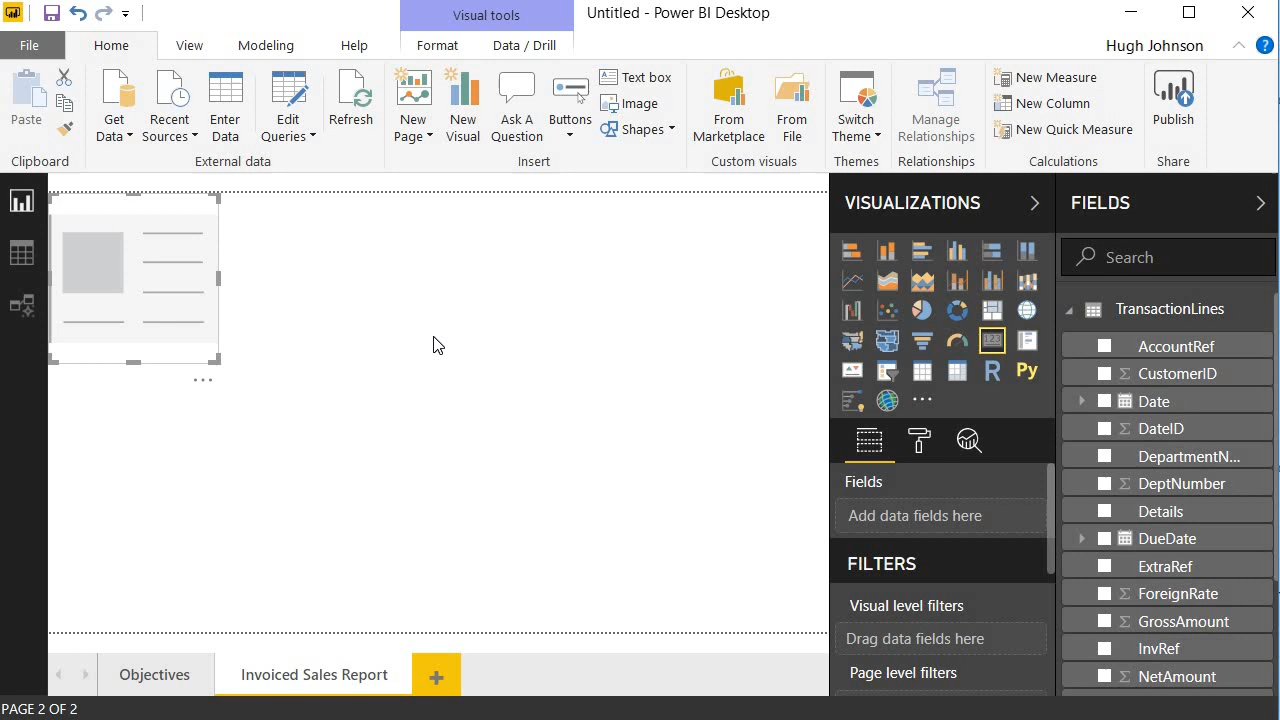 Visual tools
Untitled - Power BI Desktop
File
Home
View
Modeling
Help
Format
Data / Drill
Hugh Johnson
?
Paste
Get Data
Recent Sources
Enter Data
Edit Queries
Refresh
New Page
New Visual
Ask A Question
Buttons
Text box
Image
Shapes
From Marketplace
From File
Switch Theme
Manage Relationships
New Measure
New Column
New Quick Measure
Publish
Clipboard
External data
Insert
Custom visuals
Themes
Relationships
Calculations
Share
VISUALIZATIONS
FIELDS
Search
TransactionLines
AccountRef
CustomerID
Date
DateID
DepartmentN...
DeptNumber
Details
DueDate
ExtraRef
ForeignRate
GrossAmount
InvRef
NetAmount
123
R
Py
Fields
Add data fields here
FILTERS
Visual level filters
Drag data fields here
Page level filters
Objectives
Invoiced Sales Report
PAGE 2 OF 2